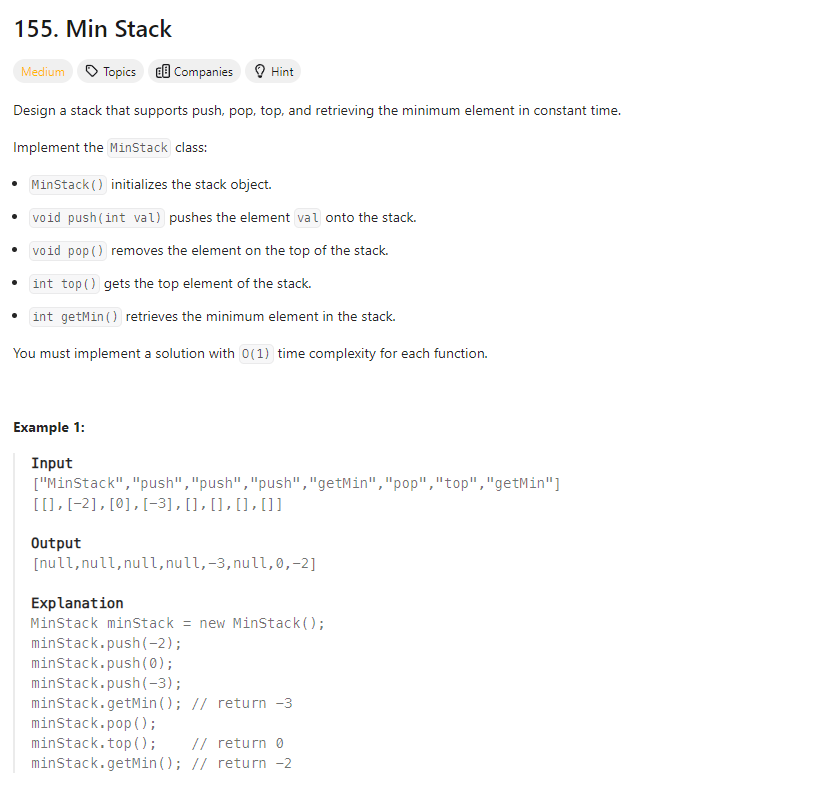 155. Min Stack
Medium Topics Companies Hint
Design a stack that supports push, pop, top, and retrieving the minimum element in constant time.
Implement the MinStack class:
• MinStack() initializes the stack object.
• void push(int val) pushes the element val onto the stack.
• void pop() removes the element on the top of the stack.
• int top() gets the top element of the stack.
• int getMin() retrieves the minimum element in the stack.
You must implement a solution with O(1) time complexity for each function.
Example 1:
Input
["MinStack","push","push","push","getMin","pop","top","getMin"]
[[],[-2],[0],[-3],[],[],[],[]]
Output
[null,null,null,null,-3,null,0,-2]
Explanation
MinStack minStack = new MinStack();
minStack.push(-2);
minStack.push(0);
minStack.push(-3);
minStack.getMin(); // return -3
minStack.pop();
minStack.top();    // return 0
minStack.getMin(); // return -2